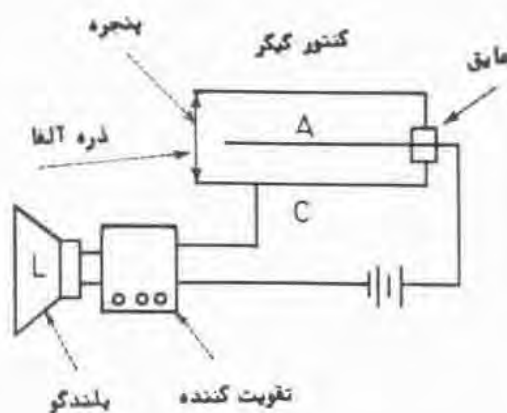 پنجره
کنتور گیگر
عایق
ذره آلفا
A
C
L
تقویت کننده
بلندگو